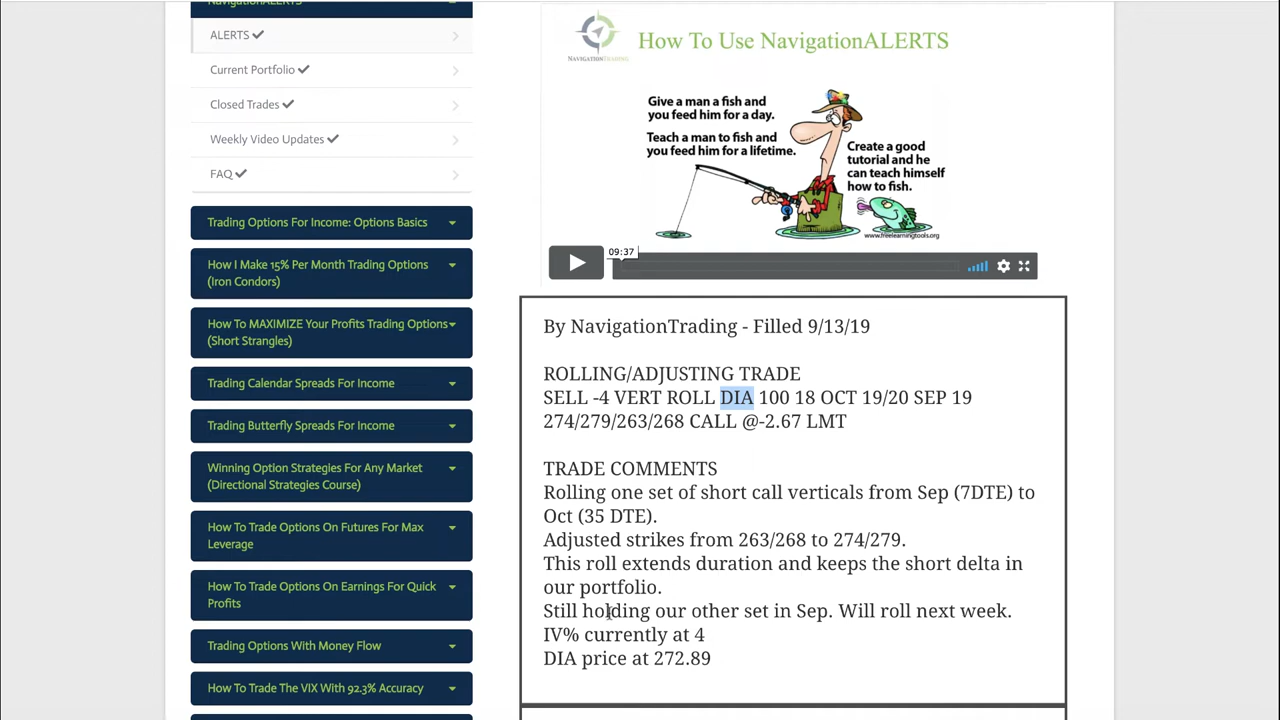 NavigationALERTS
ALERTS
Current Portfolio
Closed Trades
Weekly Video Updates
FAQ
Trading Options For Income: Options Basics
How I Make 15% Per Month Trading Options
(Iron Condors)
How To MAXIMIZE Your Profits Trading Options
(Short Strangles)
Trading Calendar Spreads For Income
Trading Butterfly Spreads For Income
Winning Option Strategies For Any Market
(Directional Strategies Course)
How To Trade Options On Futures For Max
Leverage
How To Trade Options On Earnings For Quick
Profits
Trading Options With Money Flow
How To Trade The VIX With 92.3% Accuracy
NAVIGATIONTRADING
How To Use NavigationALERTS
Give a man a fish and
you feed him for a day.
Teach a man to fish and
you feed him for a lifetime.
Create a good
tutorial and he
can teach himself
how to fish.
www.freelearningtools.org
09:37
By NavigationTrading - Filled 9/13/19
ROLLING/ADJUSTING TRADE
SELL -4 VERT ROLL DIA 100 18 OCT 19/20 SEP 19
274/279/263/268 CALL @-2.67 LMT
TRADE COMMENTS
Rolling one set of short call verticals from Sep (7DTE) to
Oct (35 DTE).
Adjusted strikes from 263/268 to 274/279.
This roll extends duration and keeps the short delta in
our portfolio.
Still holding our other set in Sep. Will roll next week.
IV% currently at 4
DIA price at 272.89